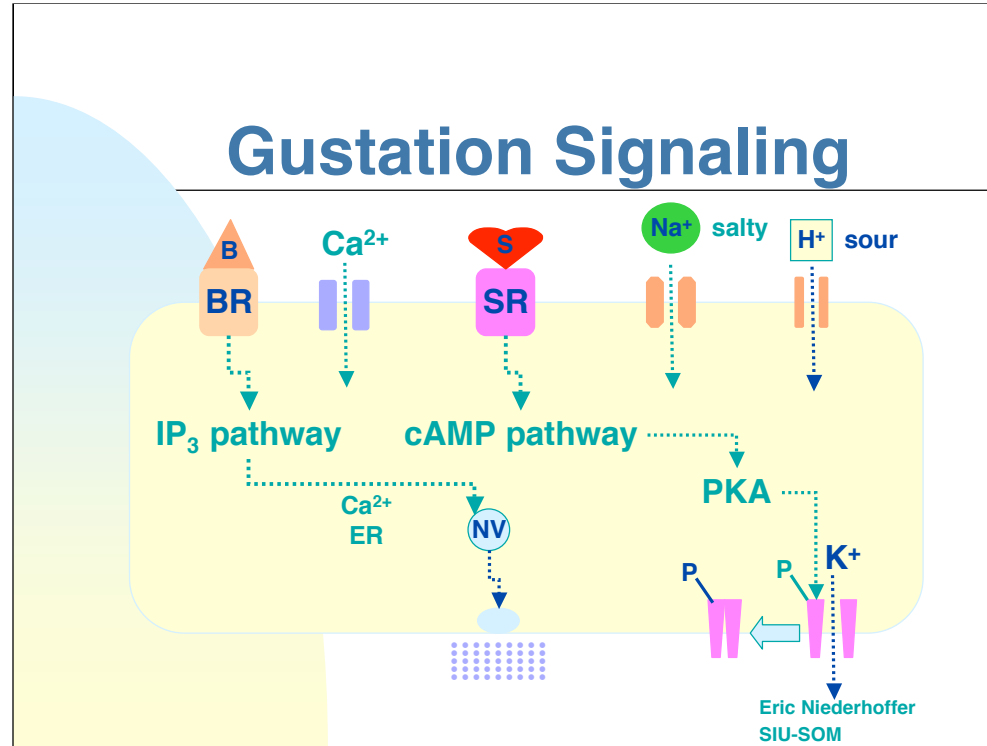 Gustation Signaling
B
BR
Ca²⁺
S
SR
Na⁺ salty
H⁺ sour
IP₃ pathway
cAMP pathway
PKA
Ca²⁺
ER
NV
P
P
K⁺
Eric Niederhoffer
SIU-SOM